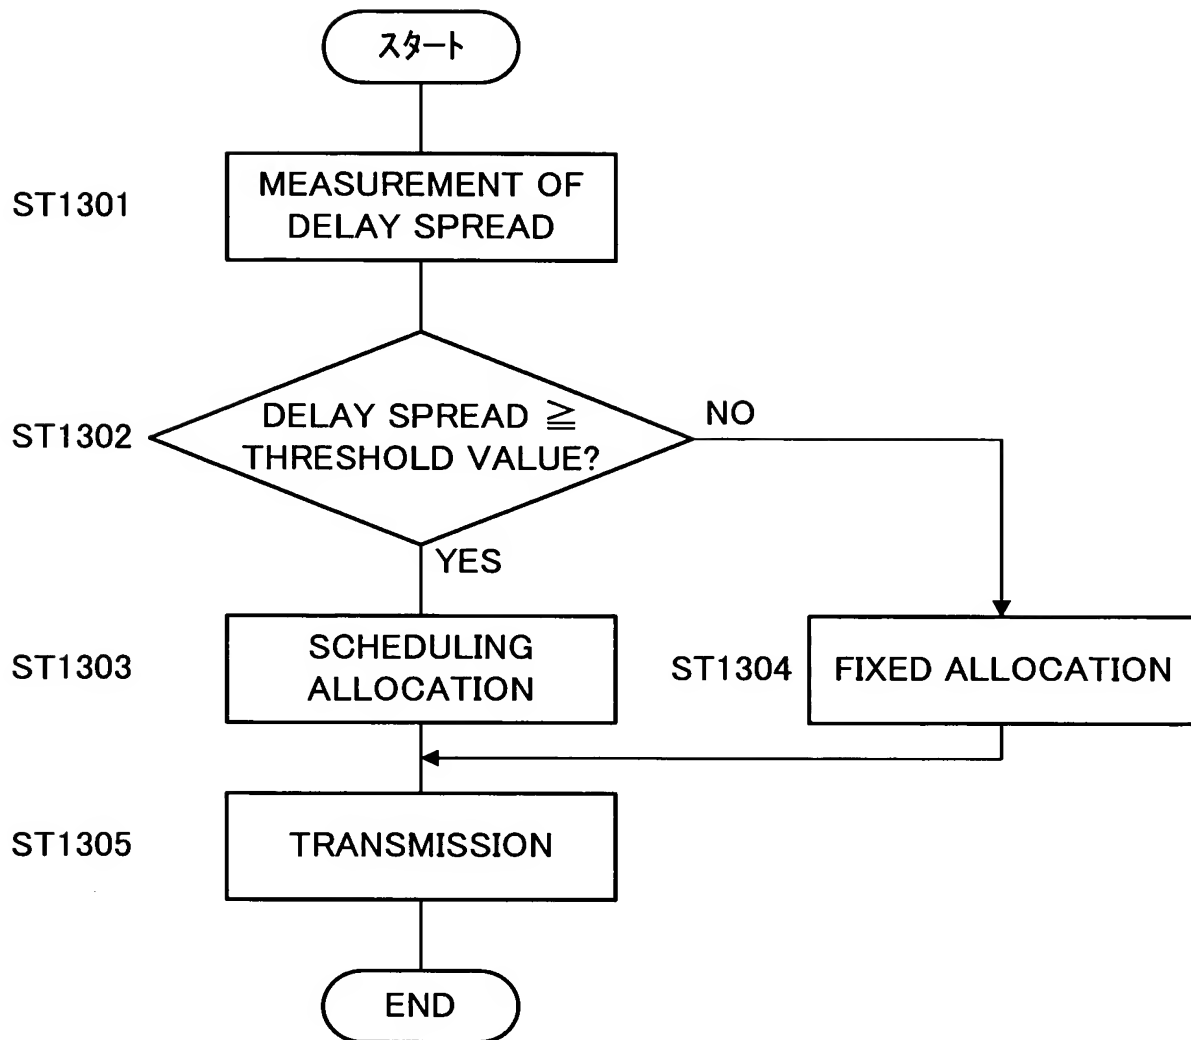 スタート
ST1301
MEASUREMENT OF
DELAY SPREAD
ST1302
DELAY SPREAD ≧
THRESHOLD VALUE?
NO
YES
ST1303
SCHEDULING
ALLOCATION
ST1304
FIXED ALLOCATION
ST1305
TRANSMISSION
END